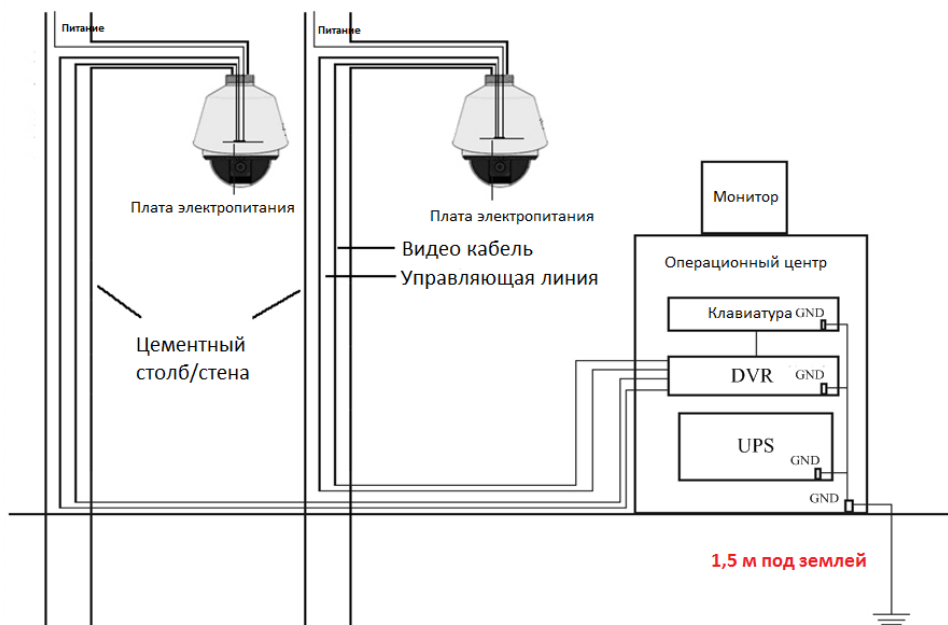 Питание
Питание
Плата электропитания
Плата электропитания
Видео кабель
Управляющая линия
Цементный
столб/стена
Монитор
Операционный центр
Клавиатура GND
DVR GND
UPS
GND
GND
1,5 м под землей